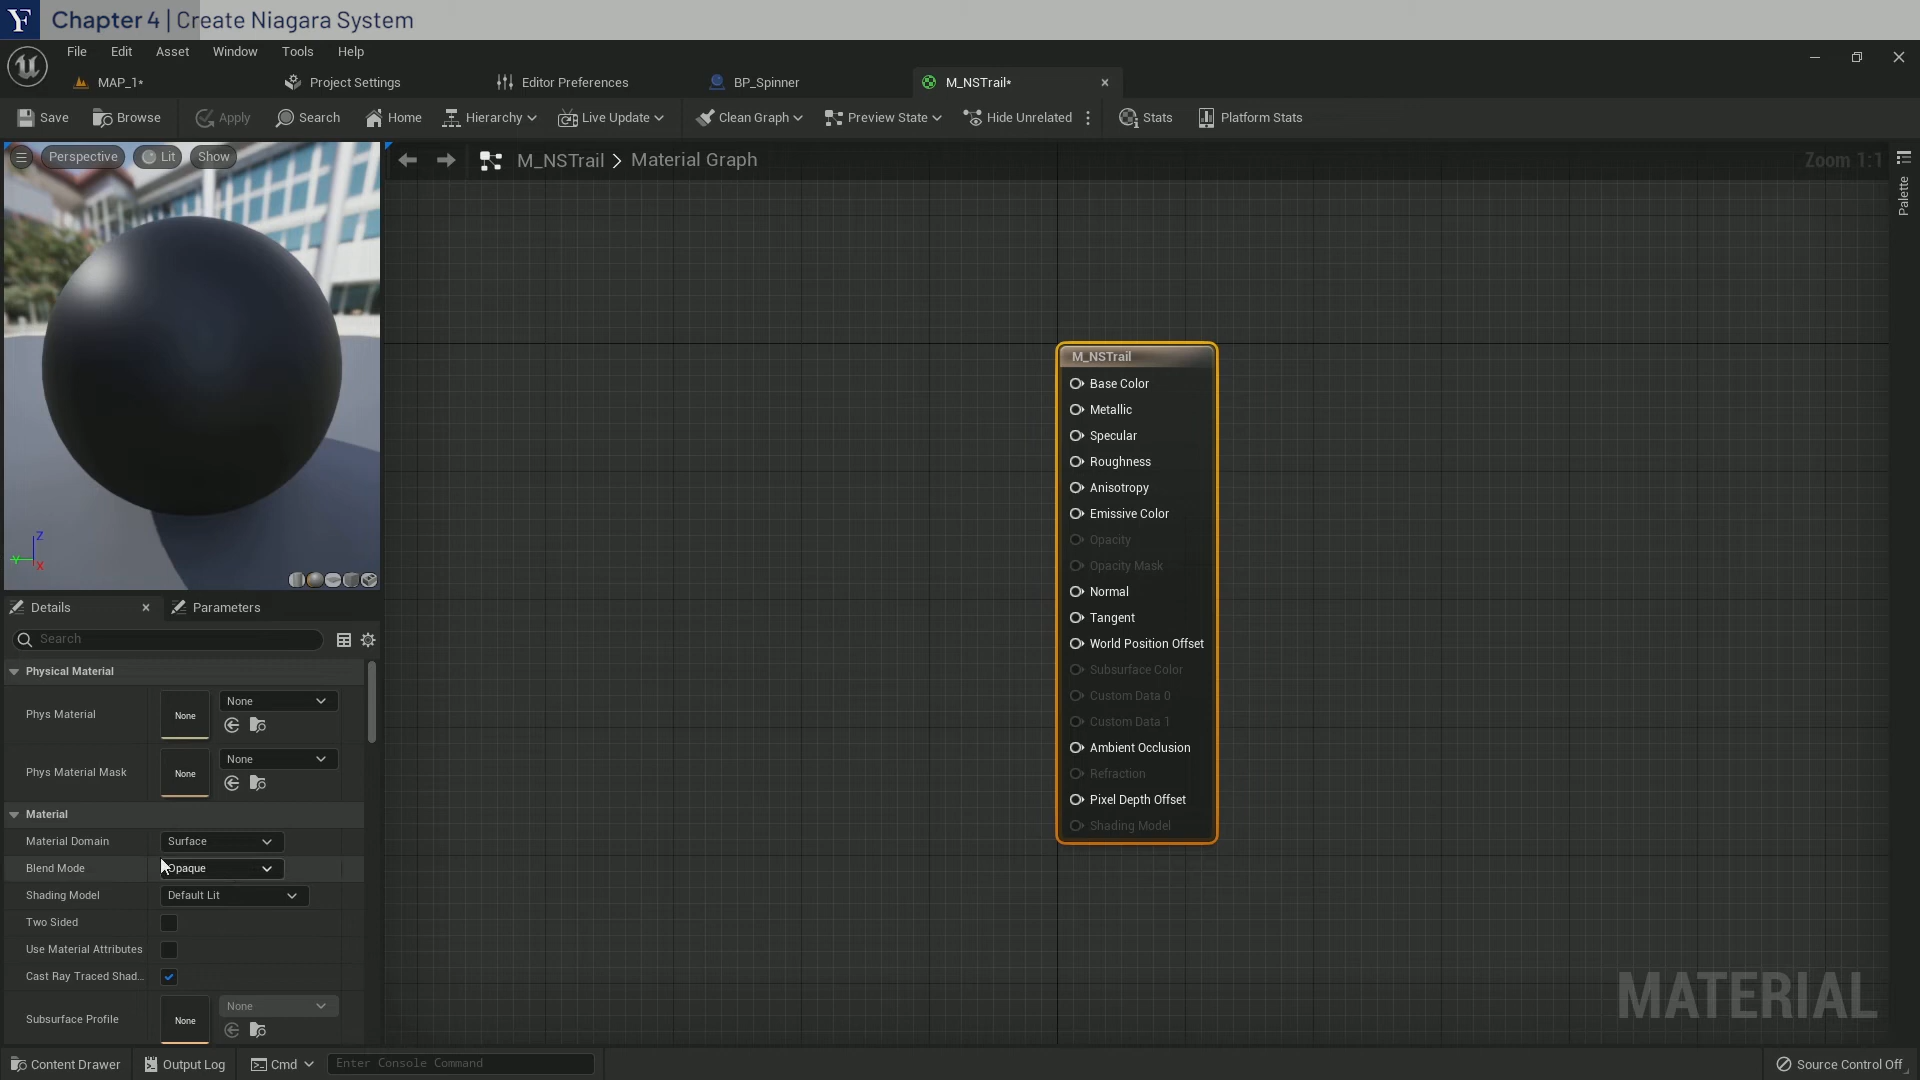 Chapter 4 | Create Niagara System
File Edit Asset Window Tools Help
MAP_1* Project Settings Editor Preferences BP_Spinner M_NSTrail*
Save Browse Apply Search Home Hierarchy Live Update Clean Graph Preview State Hide Unrelated Stats Platform Stats
Perspective Lit Show
M_NSTrail > Material Graph
Zoom 1:1
Palette
M_NSTrail
Base Color
Metallic
Specular
Roughness
Anisotropy
Emissive Color
Opacity
Opacity Mask
Normal
Tangent
World Position Offset
Subsurface Color
Custom Data 0
Custom Data 1
Ambient Occlusion
Refraction
Pixel Depth Offset
Shading Model
Z
Y
X
Details Parameters
Search
Physical Material
Phys Material None None
Phys Material Mask None None
Material
Material Domain Surface
Blend Mode Opaque
Shading Model Default Lit
Two Sided
Use Material Attributes
Cast Ray Traced Shad...
Subsurface Profile None None
MATERIAL
Content Drawer Output Log Cmd Enter Console Command Source Control Off